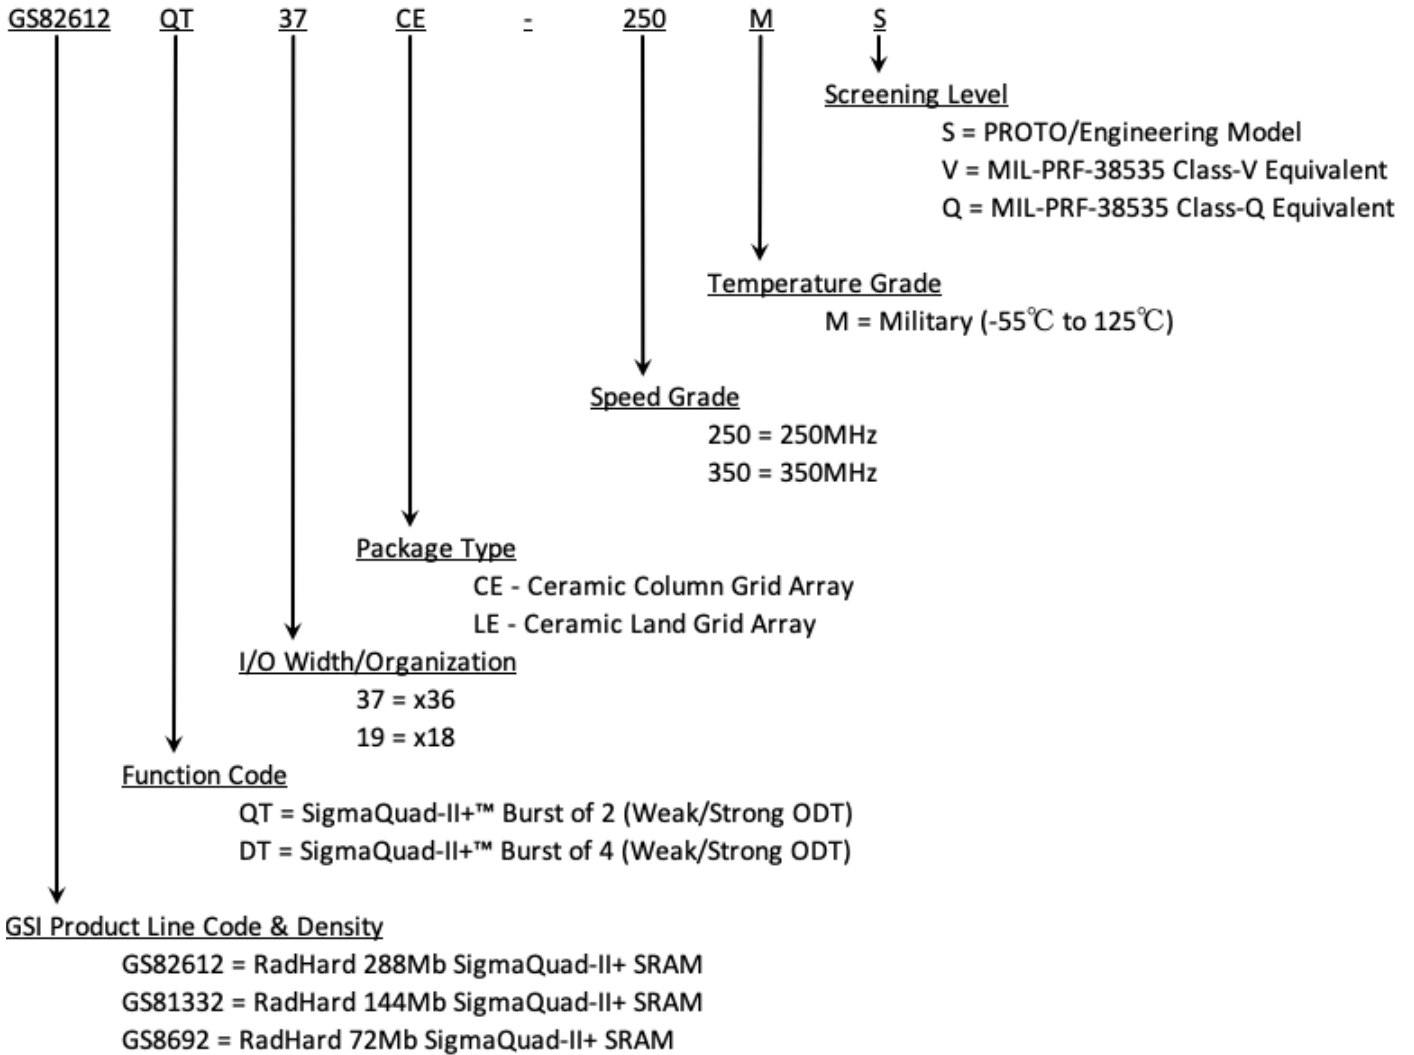 GS82612 QT 37 CE - 250 M S
Screening Level
S = PROTO/Engineering Model
V = MIL-PRF-38535 Class-V Equivalent
Q = MIL-PRF-38535 Class-Q Equivalent
Temperature Grade
M = Military (-55℃ to 125℃)
Speed Grade
250 = 250MHz
350 = 350MHz
Package Type
CE - Ceramic Column Grid Array
LE - Ceramic Land Grid Array
I/O Width/Organization
37 = x36
19 = x18
Function Code
QT = SigmaQuad-II+™ Burst of 2 (Weak/Strong ODT)
DT = SigmaQuad-II+™ Burst of 4 (Weak/Strong ODT)
GSI Product Line Code & Density
GS82612 = RadHard 288Mb SigmaQuad-II+ SRAM
GS81332 = RadHard 144Mb SigmaQuad-II+ SRAM
GS8692 = RadHard 72Mb SigmaQuad-II+ SRAM